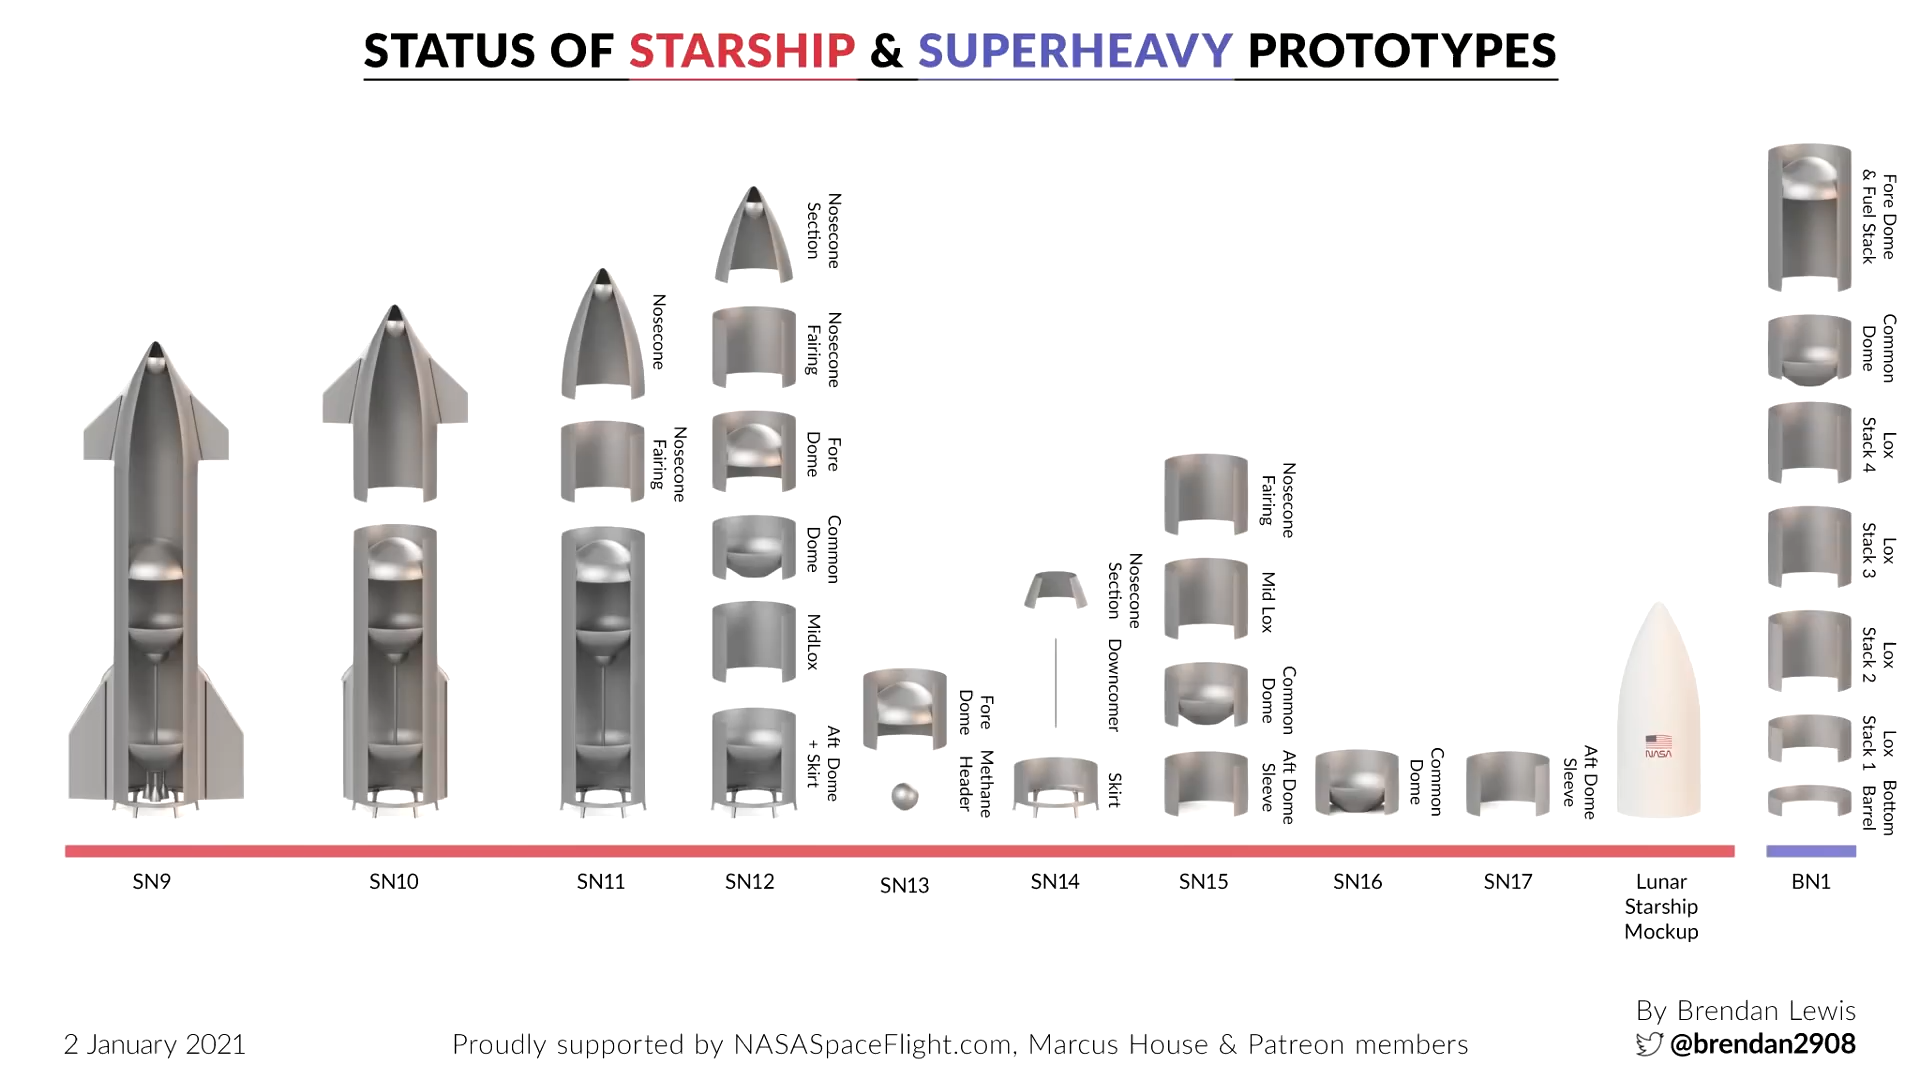 STATUS OF STARSHIP & SUPERHEAVY PROTOTYPES
Nosecone
Nosecone
Fairing
Nosecone
Section
Nosecone
Fairing
Fore
Dome
Common
Dome
MidLox
Aft Dome
+ Skirt
Fore
Dome
Methane
Header
Nosecone
Section
Downcomer
Skirt
Nosecone
Fairing
Mid Lox
Common
Dome
Aft Dome
Sleeve
Common
Dome
Aft Dome
Sleeve
NASA
Fore Dome
& Fuel Stack
Common
Dome
Lox
Stack 4
Lox
Stack 3
Lox
Stack 2
Lox
Stack 1
Bottom
Barrel
SN9
SN10
SN11
SN12
SN13
SN14
SN15
SN16
SN17
Lunar
Starship
Mockup
BN1
2 January 2021
Proudly supported by NASASpaceFlight.com, Marcus House & Patreon members
By Brendan Lewis
@brendan2908